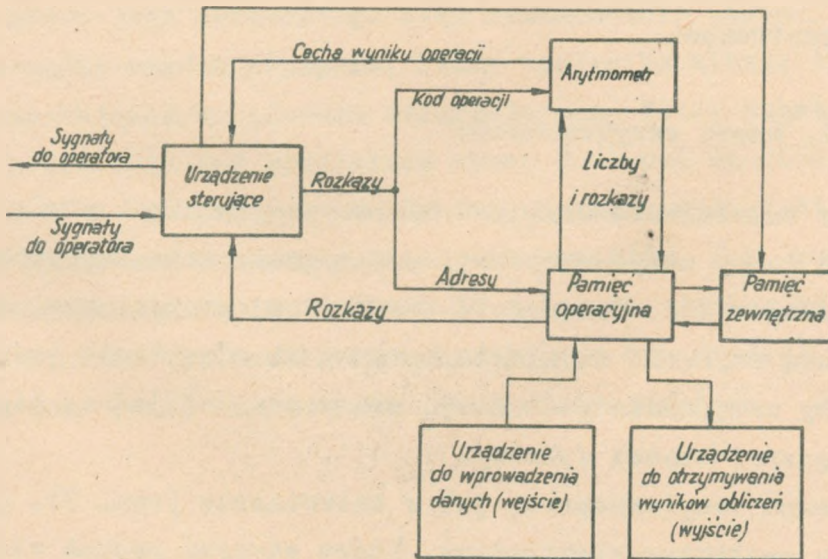 Cecha wyniku operacji
Arytmometr
Kod operacji
Sygnały
do operatora
Urządzenie
sterujące
Rozkazy
Liczby
i rozkazy
Sygnały
do operatora
Adresy
Rozkazy
Pamięć
operacyjna
Pamięć
zewnętrzna
Urządzenie
do wprowadzenia
danych (wejście)
Urządzenie
do otrzymywania
wyników obliczeń
(wyjście)